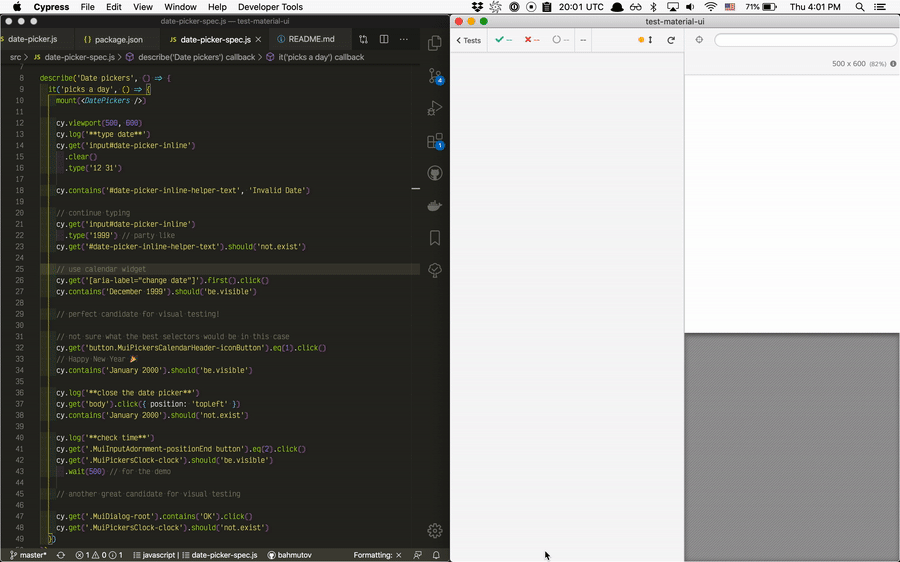 Cypress File Edit View Window Help Developer Tools 20:01 UTC 71% Thu 4:01 PM
date-picker-spec.js — test-material-ui
date-picker.js package.json date-picker-spec.js README.md
src date-picker-spec.js describe('Date pickers') callback it('picks a day') callback
7
8 describe('Date pickers', () => {
9 it('picks a day', () => {
10 mount(<DatePickers />)
11
12 cy.viewport(500, 600)
13 cy.log('**type date**')
14 cy.get('input#date-picker-inline')
15 .clear()
16 .type('12 31')
17
18 cy.contains('#date-picker-inline-helper-text', 'Invalid Date')
19
20 // continue typing
21 cy.get('input#date-picker-inline')
22 .type('1999') // party like
23 cy.get('#date-picker-inline-helper-text').should('not.exist')
24
25 // use calendar widget
26 cy.get('[aria-label="change date"]').first().click()
27 cy.contains('December 1999').should('be.visible')
28
29 // perfect candidate for visual testing!
30
31 // not sure what the best selectors would be in this case
32 cy.get('button.MuiPickersCalendarHeader-iconButton').eq(1).click()
33 // Happy New Year 🎉
34 cy.contains('January 2000').should('be.visible')
35
36 cy.log('**close the date picker**')
37 cy.get('body').click({ position: 'topLeft' })
38 cy.contains('January 2000').should('not.exist')
39
40 cy.log('**check time**')
41 cy.get('.MuiInputAdornment-positionEnd button').eq(2).click()
42 cy.get('.MuiPickersClock-clock').should('be.visible')
43 .wait(500) // for the demo
44
45 // another great candidate for visual testing
46
47 cy.get('.MuiDialog-root').contains('OK').click()
48 cy.get('.MuiPickersClock-clock').should('not.exist')
49 })
4
1
master* 1 0 1 javascript | date-picker-spec.js bahmutov Formatting: ×
test-material-ui
< Tests -- -- -- --
500 x 600 (82%)